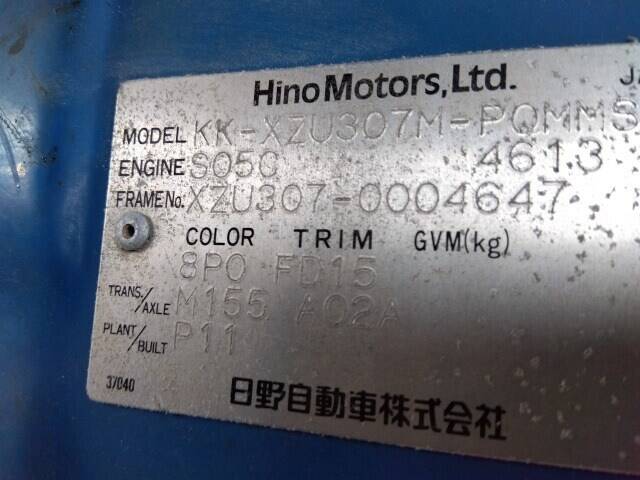 Hino Motors, Ltd. J
MODEL KK-XZU307M-PQMMS
ENGINE S05C 4613
FRAME No. XZU307-0004647
COLOR TRIM GVM(kg)
8P0 FD15
TRANS./AXLE M155 A02A
PLANT/BUILT P11
37040
日野自動車株式会社